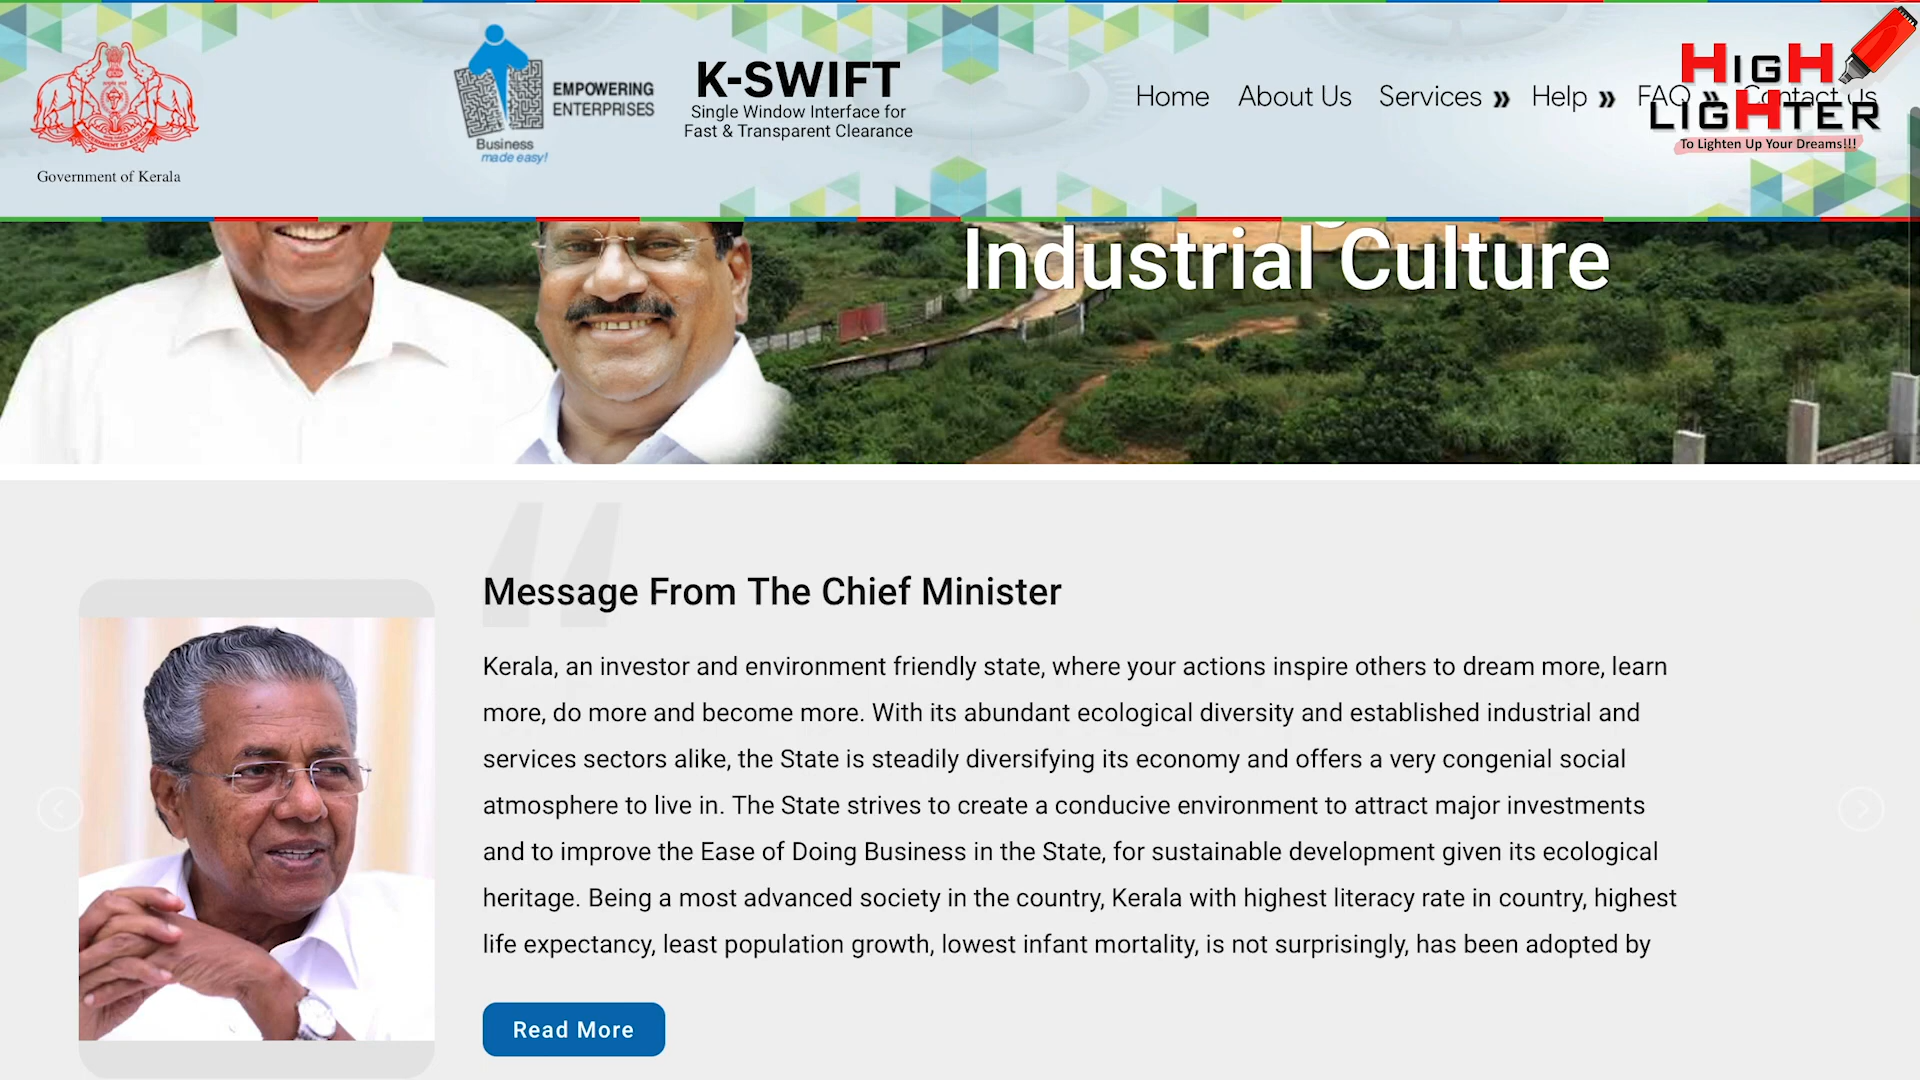 Government of Kerala
Business
made easy!
EMPOWERING
ENTERPRISES
K-SWIFT
Single Window Interface for
Fast & Transparent Clearance
Home About Us Services » Help » FAQ » Contact Us
HIGH
LIGHTER
To Lighten Up Your Dreams!!!
Industrial Culture
Message From The Chief Minister
Kerala, an investor and environment friendly state, where your actions inspire others to dream more, learn
more, do more and become more. With its abundant ecological diversity and established industrial and
services sectors alike, the State is steadily diversifying its economy and offers a very congenial social
atmosphere to live in. The State strives to create a conducive environment to attract major investments
and to improve the Ease of Doing Business in the State, for sustainable development given its ecological
heritage. Being a most advanced society in the country, Kerala with highest literacy rate in country, highest
life expectancy, least population growth, lowest infant mortality, is not surprisingly, has been adopted by
Read More